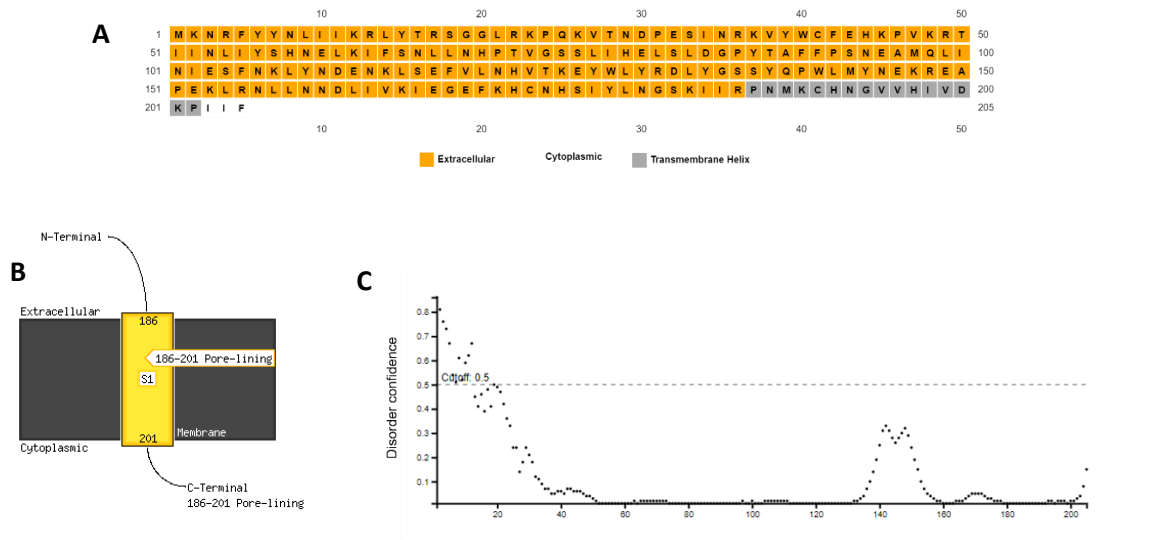 A
10 20 30 40 50
1 M K N R F Y Y N L I I K R L Y T R S G G L R K P Q K V T N D P E S I N R K V Y W C F E H K P V K R T 50
51 I I N L I Y S H N E L K I F S N L L N H P T V G S S L I H E L S L D G P Y T A F F P S N E A M Q L I 100
101 N I E S F N K L Y N D E N K L S E F V L N H V T K E Y W L Y R D L Y G S S Y Q P W L M Y N E K R E A 150
151 P E K L R N L L N N D L I V K I E G E F K H C N H S I Y L N G S K I I R P N M K C H N G V V H I V D 200
201 K P I I F 205
10 20 30 40 50
Extracellular Cytoplasmic Transmembrane Helix
B
N-Terminal
Extracellular
186
186-201 Pore-lining
S1
201
Membrane
Cytoplasmic
C-Terminal
186-201 Pore-lining
C
Disorder confidence
0.8
0.7
0.6
0.5
Cutoff: 0.5
0.4
0.3
0.2
0.1
20 40 60 80 100 120 140 160 180 200